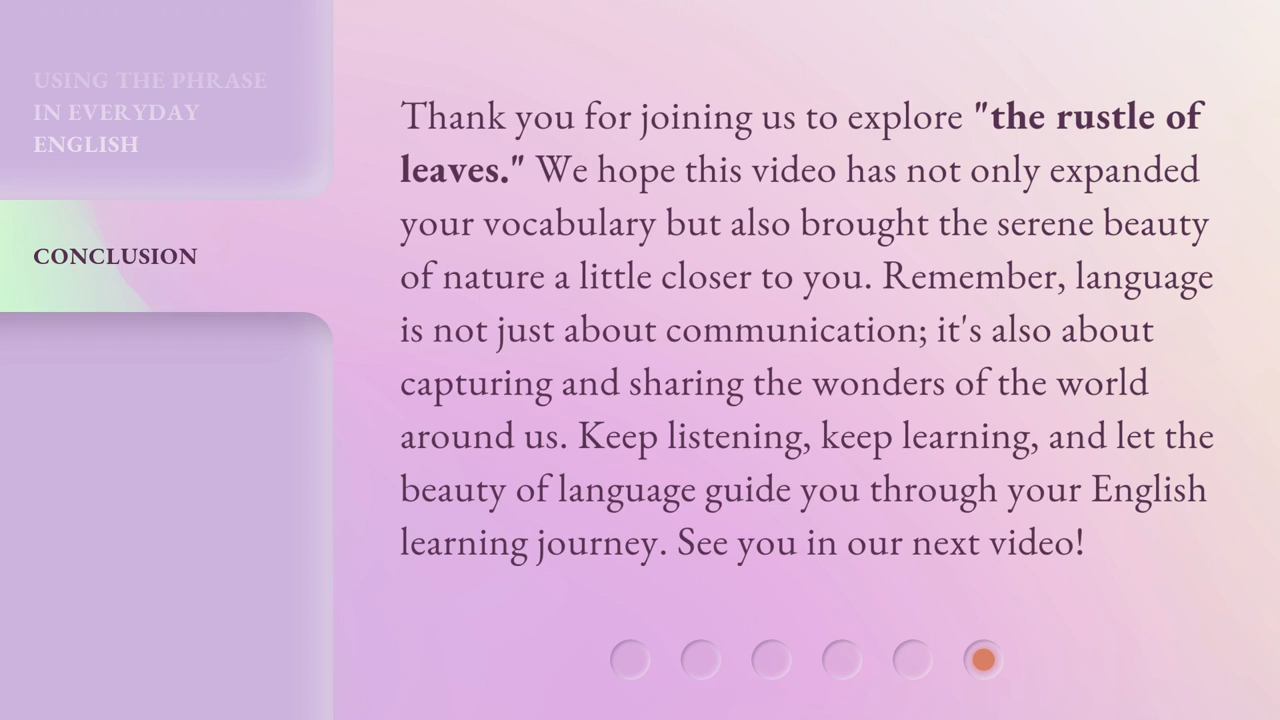 USING THE PHRASE
IN EVERYDAY
ENGLISH
CONCLUSION
Thank you for joining us to explore "the rustle of
leaves." We hope this video has not only expanded
your vocabulary but also brought the serene beauty
of nature a little closer to you. Remember, language
is not just about communication; it's also about
capturing and sharing the wonders of the world
around us. Keep listening, keep learning, and let the
beauty of language guide you through your English
learning journey. See you in our next video!